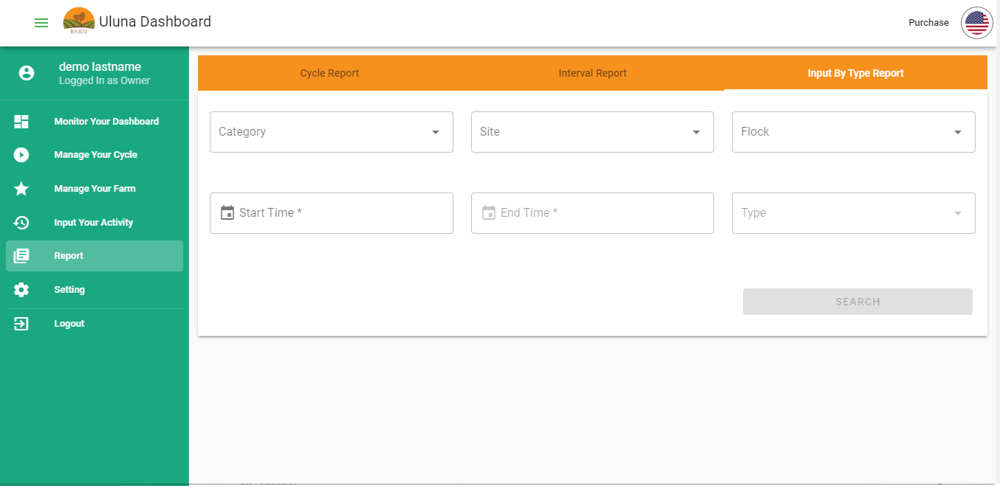 BAKU
Uluna Dashboard
Purchase
demo lastname
Logged In as Owner
Monitor Your Dashboard
Manage Your Cycle
Manage Your Farm
Input Your Activity
Report
Setting
Logout
Cycle Report
Interval Report
Input By Type Report
Category
Site
Flock
Start Time *
End Time *
Type
SEARCH